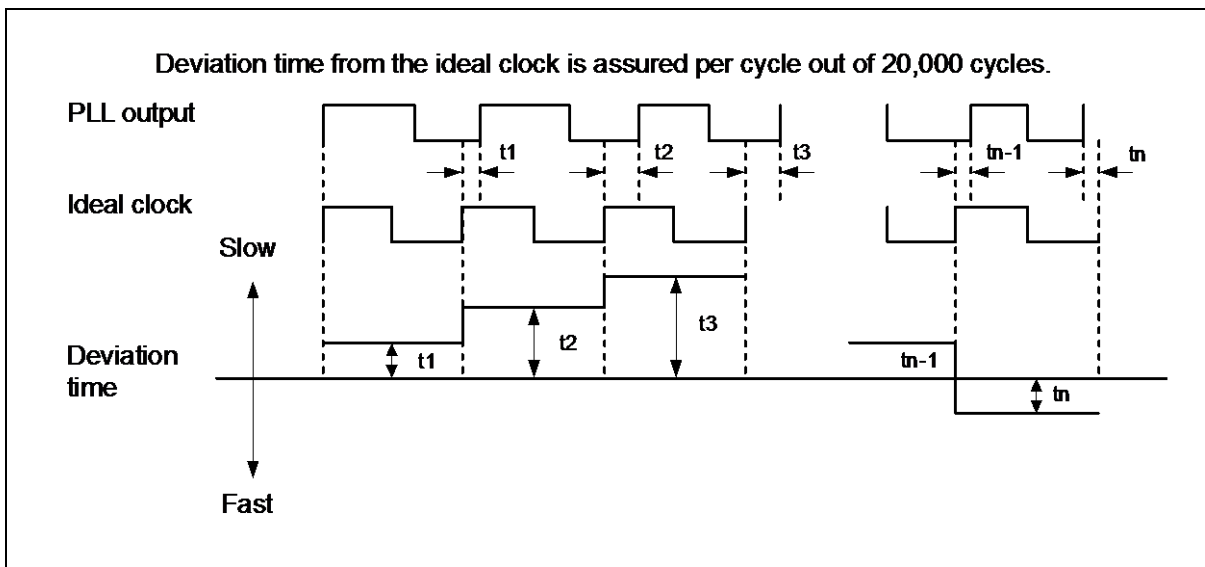 Deviation time from the ideal clock is assured per cycle out of 20,000 cycles.
PLL output
t1
t2
t3
tn-1
tn
Ideal clock
Slow
t1
t2
t3
tn-1
tn
Deviation
time
Fast